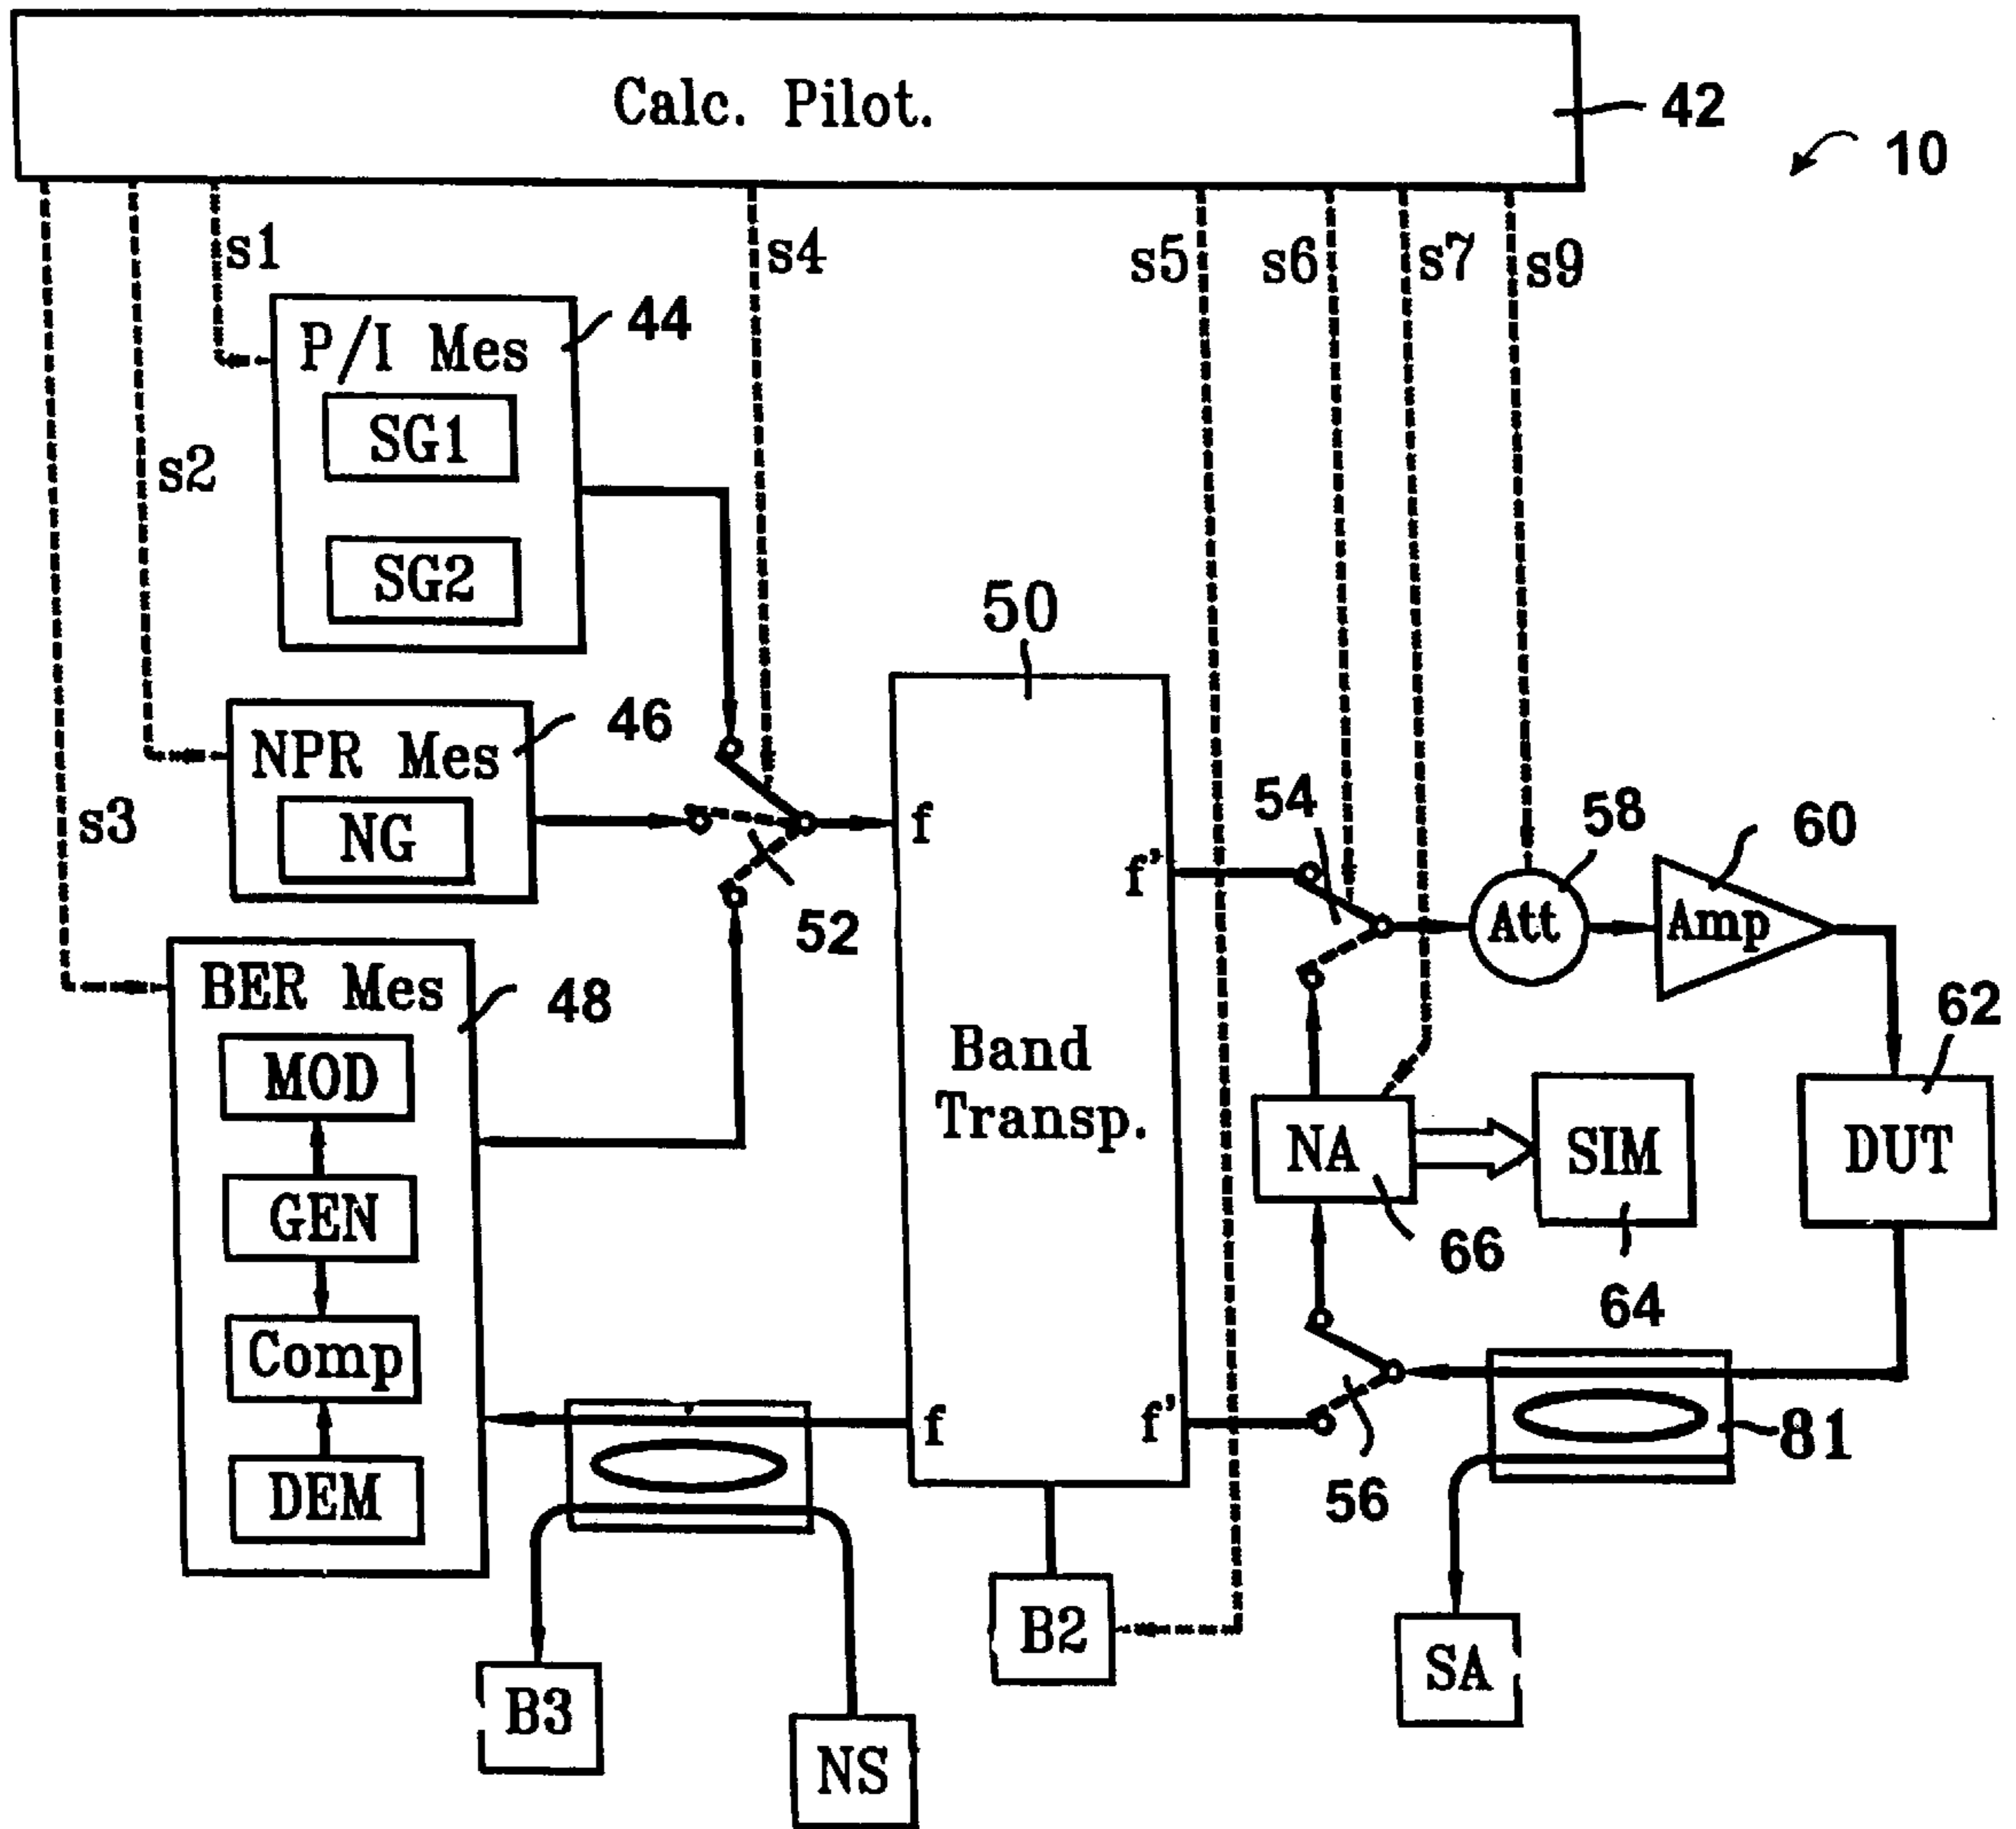 Calc. Pilot.
42
10
s1
s2
s3
s4
s5
s6
s7
s9
P/I Mes
44
SG1
SG2
NPR Mes
46
NG
BER Mes
48
MOD
GEN
Comp
DEM
52
50
f
f'
Band
Transp.
f
f'
54
58
Att
60
Amp
62
DUT
NA
66
SIM
64
56
81
B2
B3
NS
SA